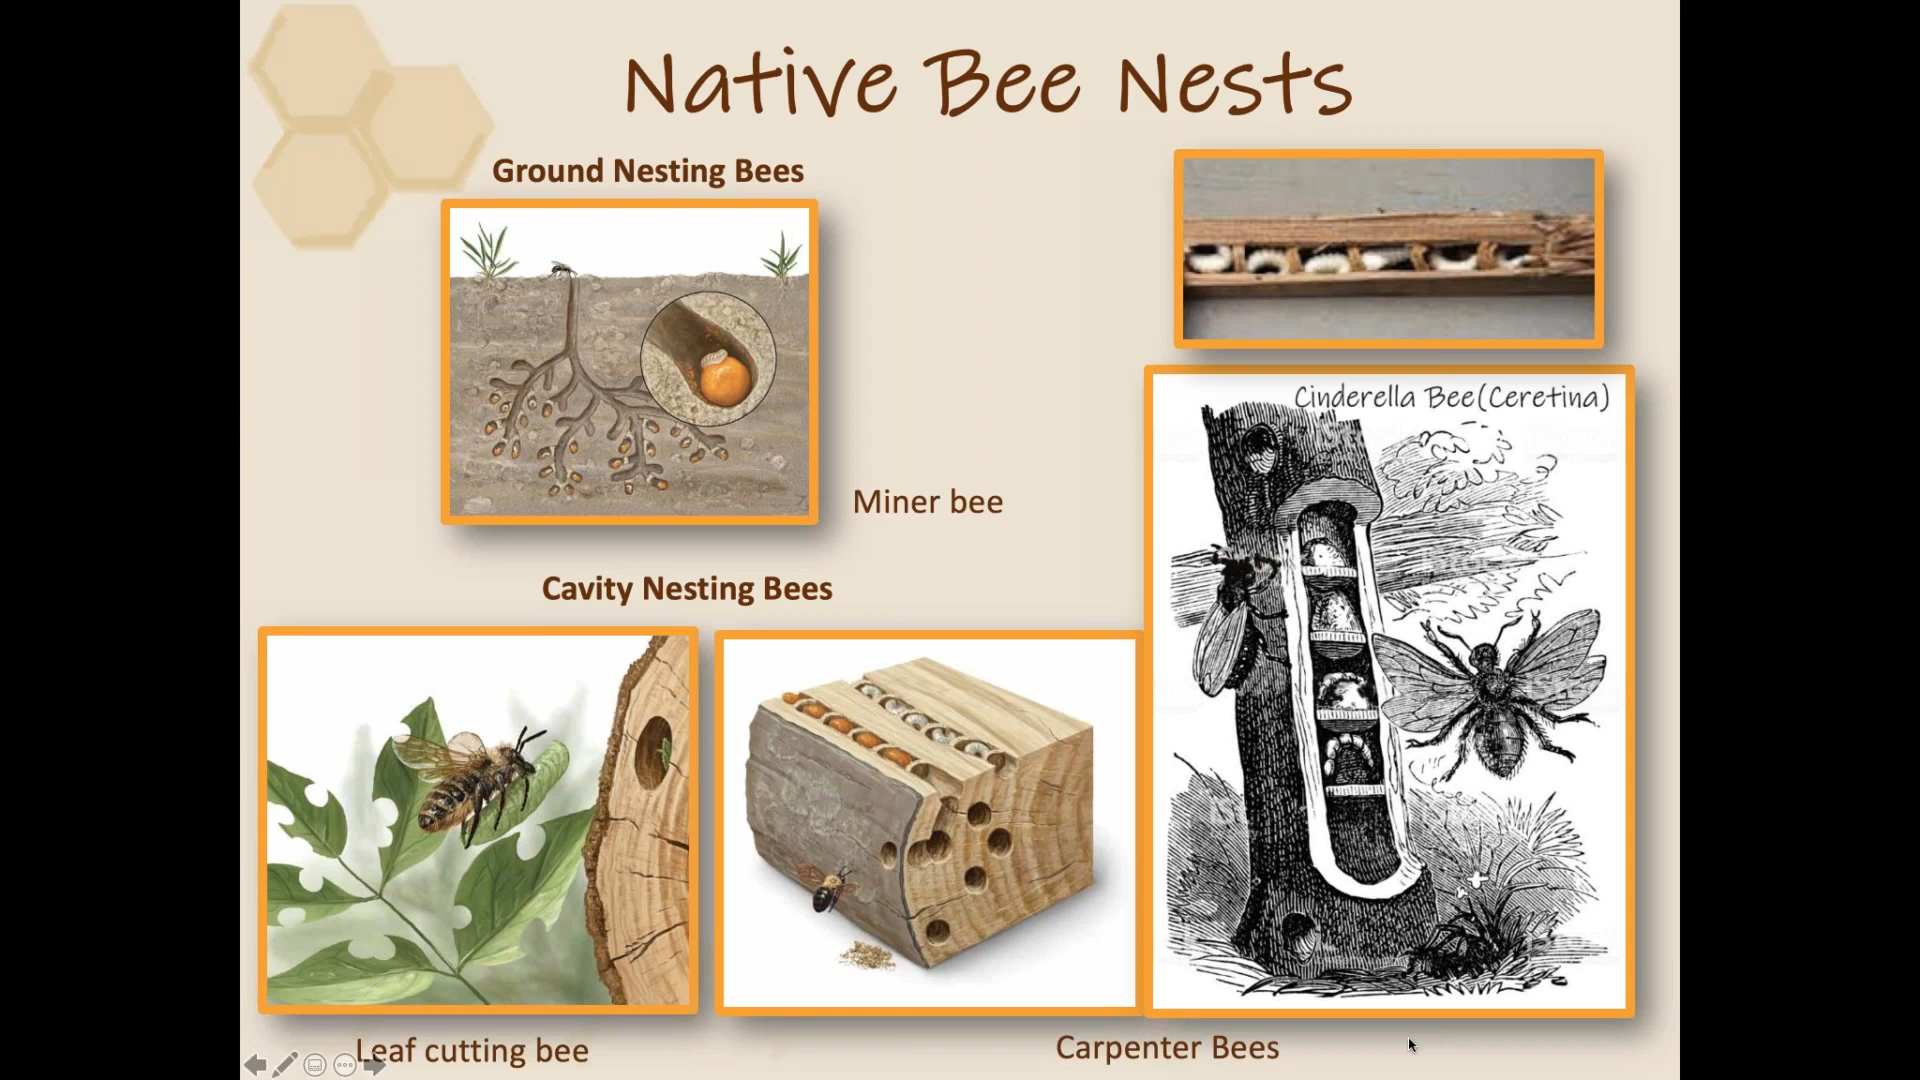 Native Bee Nests
Ground Nesting Bees
Cinderella Bee(Ceretina)
Miner bee
Cavity Nesting Bees
Leaf cutting bee
Carpenter Bees